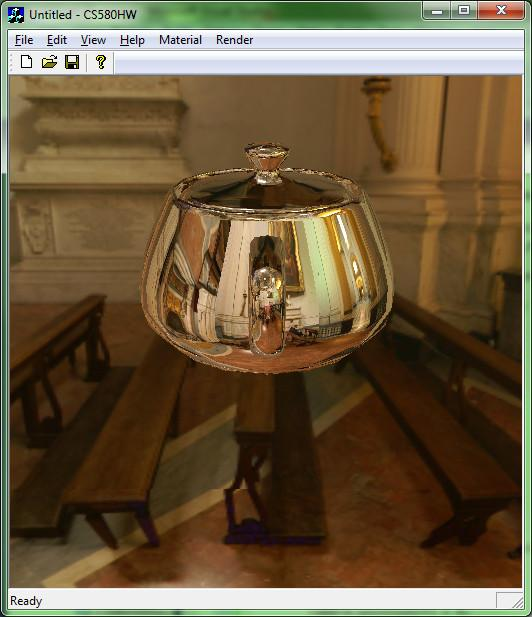 Untitled - CS580HW
File Edit View Help Material Render
Ready